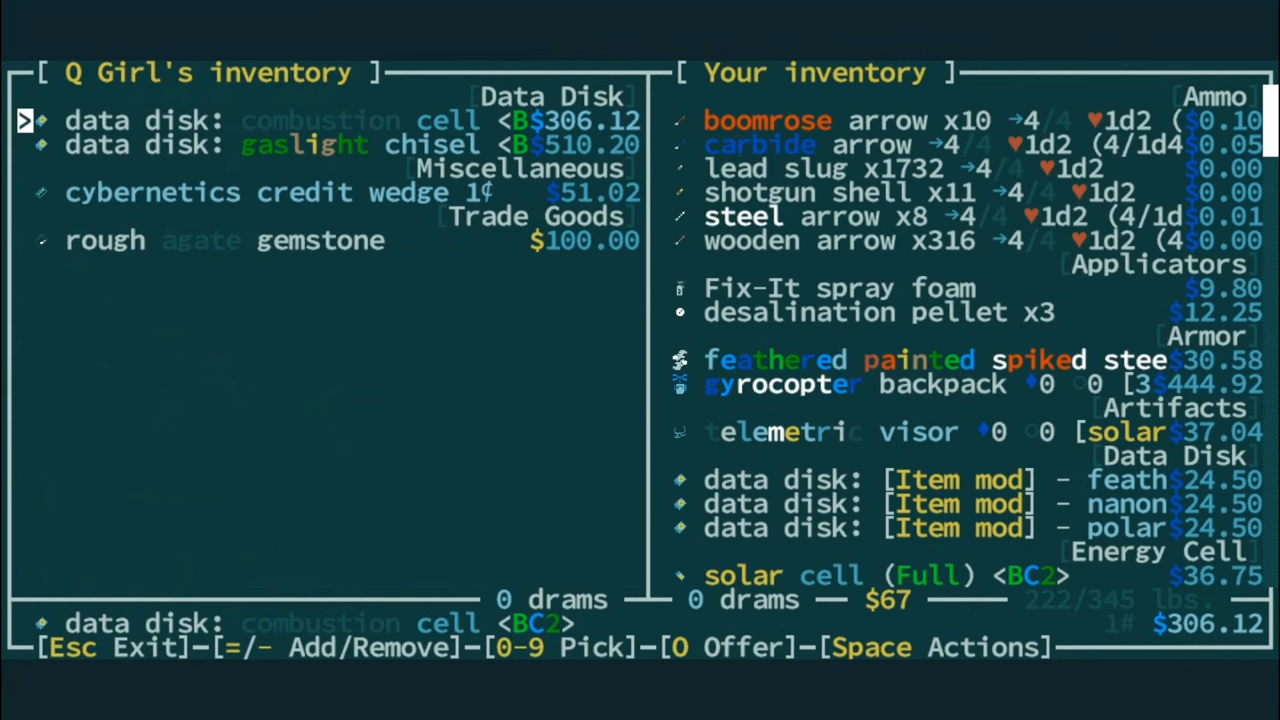 [ Q Girl's inventory ]
[Data Disk]
> data disk: combustion cell <B$306.12
data disk: gaslight chisel <B$510.20
[Miscellaneous]
cybernetics credit wedge 1¢ $51.02
[Trade Goods]
rough agate gemstone $100.00
0 drams
data disk: combustion cell <BC2>
[ Your inventory ]
[Ammo]
boomrose arrow x10 →4/4 ♥1d2 ($0.10
carbide arrow →4/4 ♥1d2 (4/1d4$0.05
lead slug x1732 →4/4 ♥1d2 $0.00
shotgun shell x11 →4/4 ♥1d2 $0.00
steel arrow x8 →4/4 ♥1d2 (4/1d$0.01
wooden arrow x316 →4/4 ♥1d2 (4$0.00
[Applicators]
Fix-It spray foam $9.80
desalination pellet x3 $12.25
[Armor]
feathered painted spiked stee$30.58
gyrocopter backpack ♦0 ○0 [3$444.92
[Artifacts]
telemetric visor ♦0 ○0 [solar$37.04
[Data Disk]
data disk: [Item mod] - feath$24.50
data disk: [Item mod] - nanon$24.50
data disk: [Item mod] - polar$24.50
[Energy Cell]
solar cell (Full) <BC2> $36.75
0 drams — $67 222/345 lbs.
1# $306.12
[Esc Exit]-[=/- Add/Remove]-[0-9 Pick]-[O Offer]-[Space Actions]